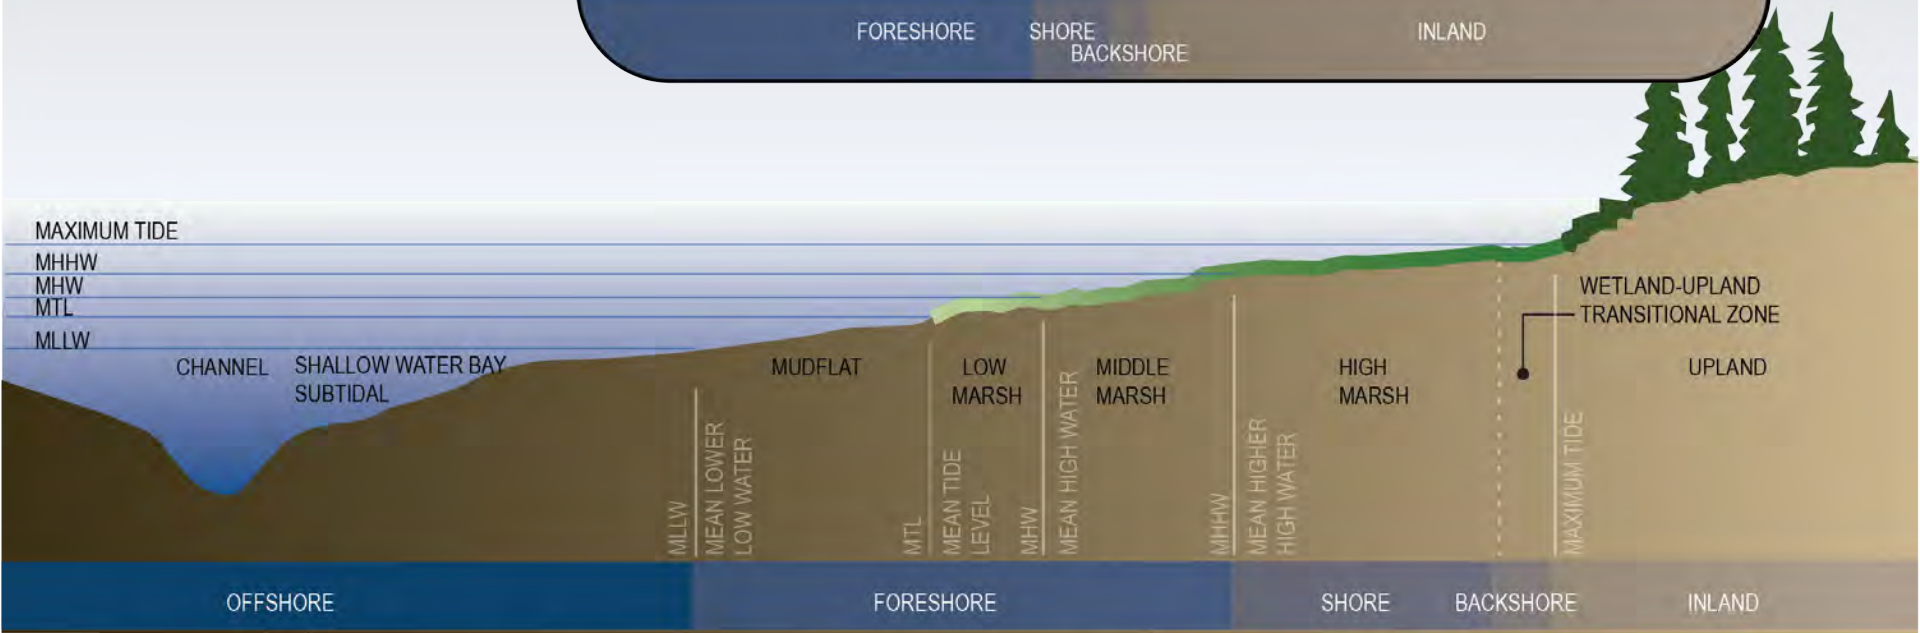 FORESHORE
SHORE
BACKSHORE
INLAND
MAXIMUM TIDE
MHHW
MHW
MTL
MLLW
CHANNEL
SHALLOW WATER BAY
SUBTIDAL
MUDFLAT
LOW
MARSH
MIDDLE
MARSH
HIGH
MARSH
WETLAND-UPLAND
TRANSITIONAL ZONE
UPLAND
MLLW
MEAN LOWER
LOW WATER
MTL
MEAN TIDE
LEVEL
MHW
MEAN HIGH WATER
MHHW
MEAN HIGHER
HIGH WATER
MAXIMUM TIDE
OFFSHORE
FORESHORE
SHORE
BACKSHORE
INLAND